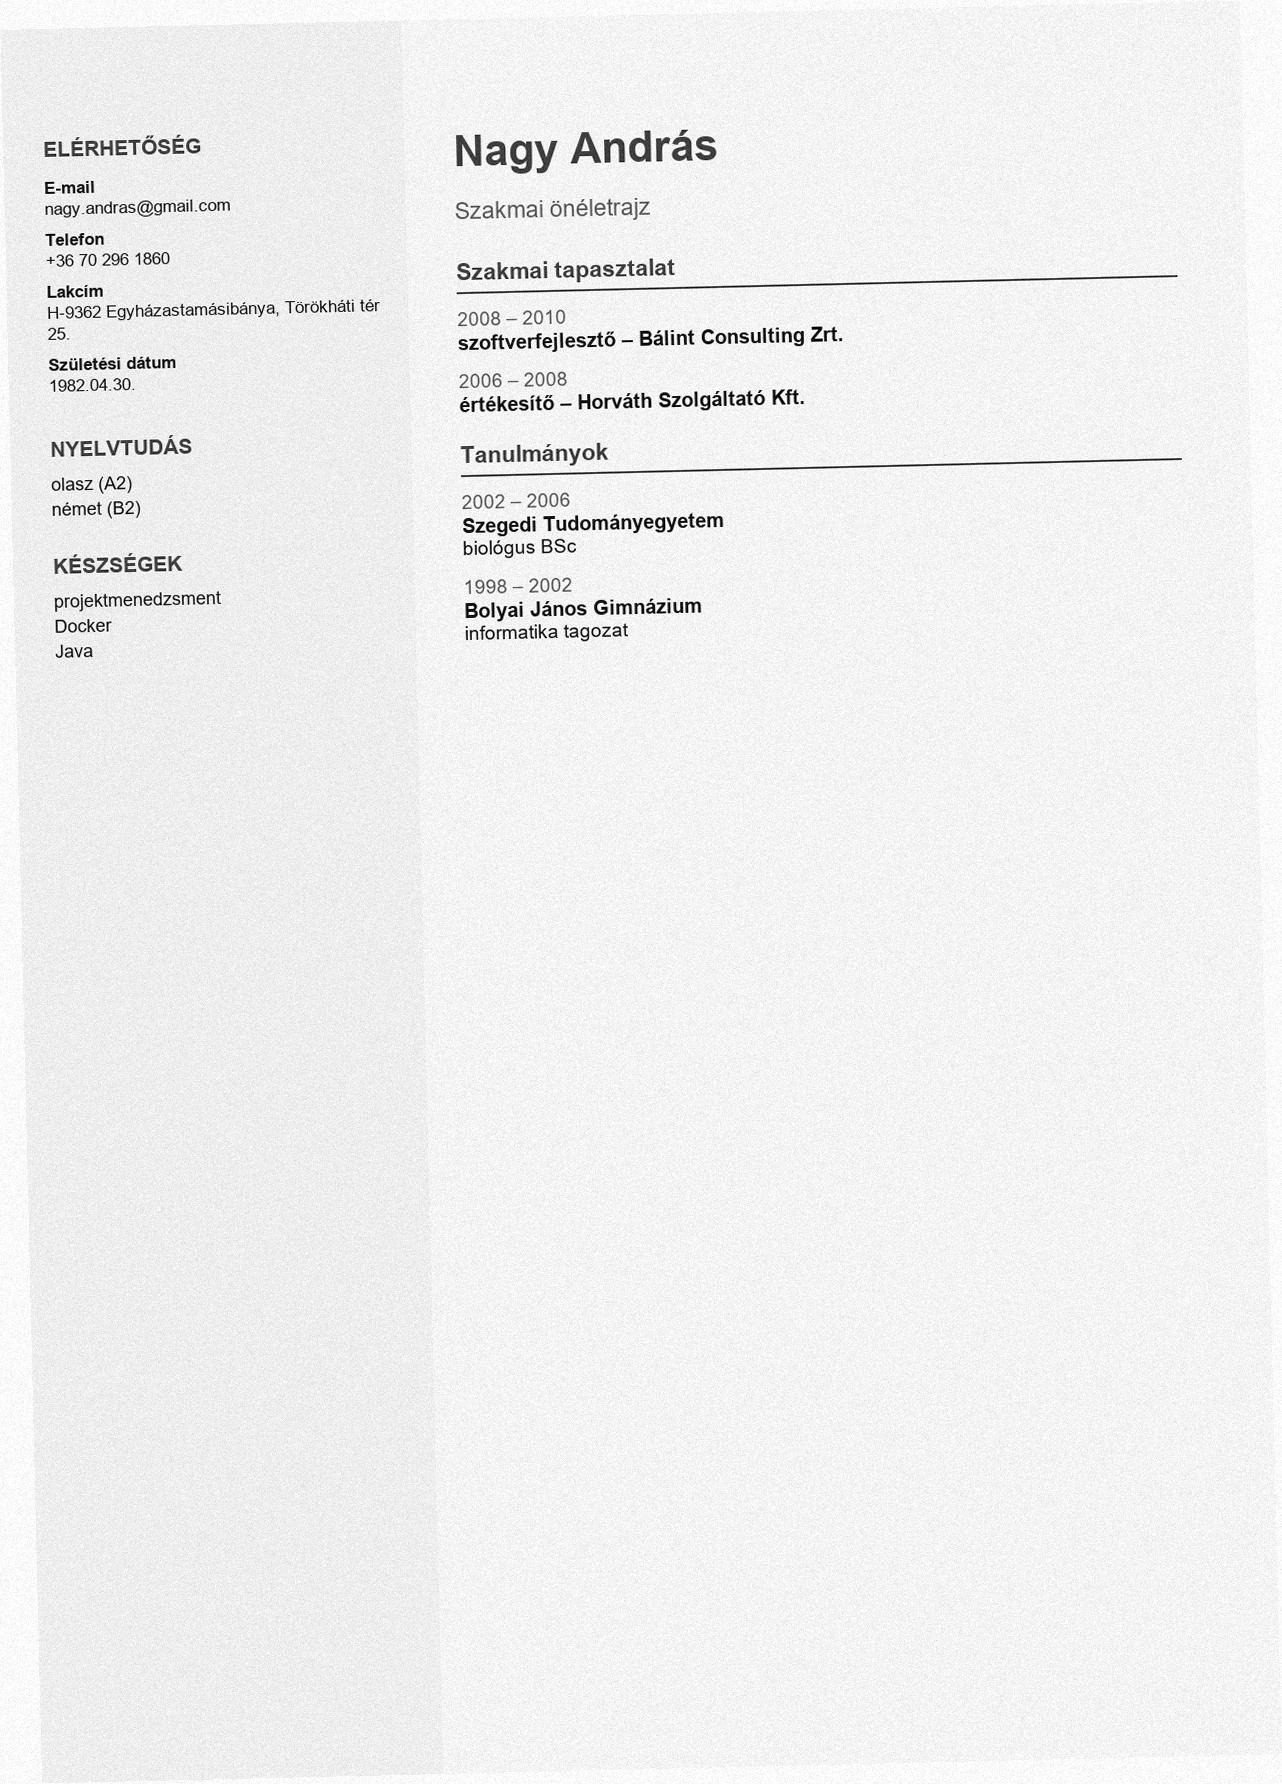 ELÉRHETŐSÉG
E-mail
nagy.andras@gmail.com
Telefon
+36 70 296 1860
Lakcím
H-9362 Egyházastamásibánya, Törökháti tér
25.
Születési dátum
1982.04.30.
NYELVTUDÁS
olasz (A2)
német (B2)
KÉSZSÉGEK
projektmenedzsment
Docker
Java
Nagy András
Szakmai önéletrajz
Szakmai tapasztalat
2008 – 2010
szoftverfejlesztő – Bálint Consulting Zrt.
2006 – 2008
értékesítő – Horváth Szolgáltató Kft.
Tanulmányok
2002 – 2006
Szegedi Tudományegyetem
biológus BSc
1998 – 2002
Bolyai János Gimnázium
informatika tagozat